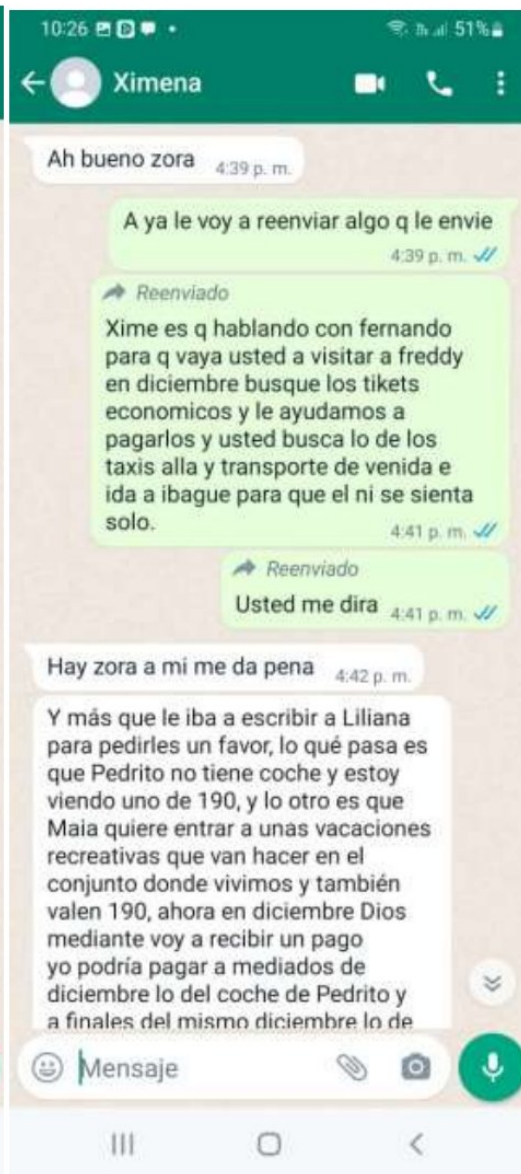 10:26
51%
Ximena
Ah bueno zora 4:39 p. m.
A ya le voy a reenviar algo q le envie
4:39 p. m.
Reenviado
Xime es q hablando con fernando
para q vaya usted a visitar a freddy
en diciembre busque los tikets
economicos y le ayudamos a
pagarlos y usted busca lo de los
taxis alla y transporte de venida e
ida a ibague para que el ni se sienta
solo.
4:41 p. m.
Reenviado
Usted me dira 4:41 p. m.
Hay zora a mi me da pena 4:42 p. m.
Y más que le iba a escribir a Liliana
para pedirles un favor, lo qué pasa es
que Pedrito no tiene coche y estoy
viendo uno de 190, y lo otro es que
Maia quiere entrar a unas vacaciones
recreativas que van hacer en el
conjunto donde vivimos y también
valen 190, ahora en diciembre Dios
mediante voy a recibir un pago
yo podría pagar a mediados de
diciembre lo del coche de Pedrito y
a finales del mismo diciembre lo de
Mensaje